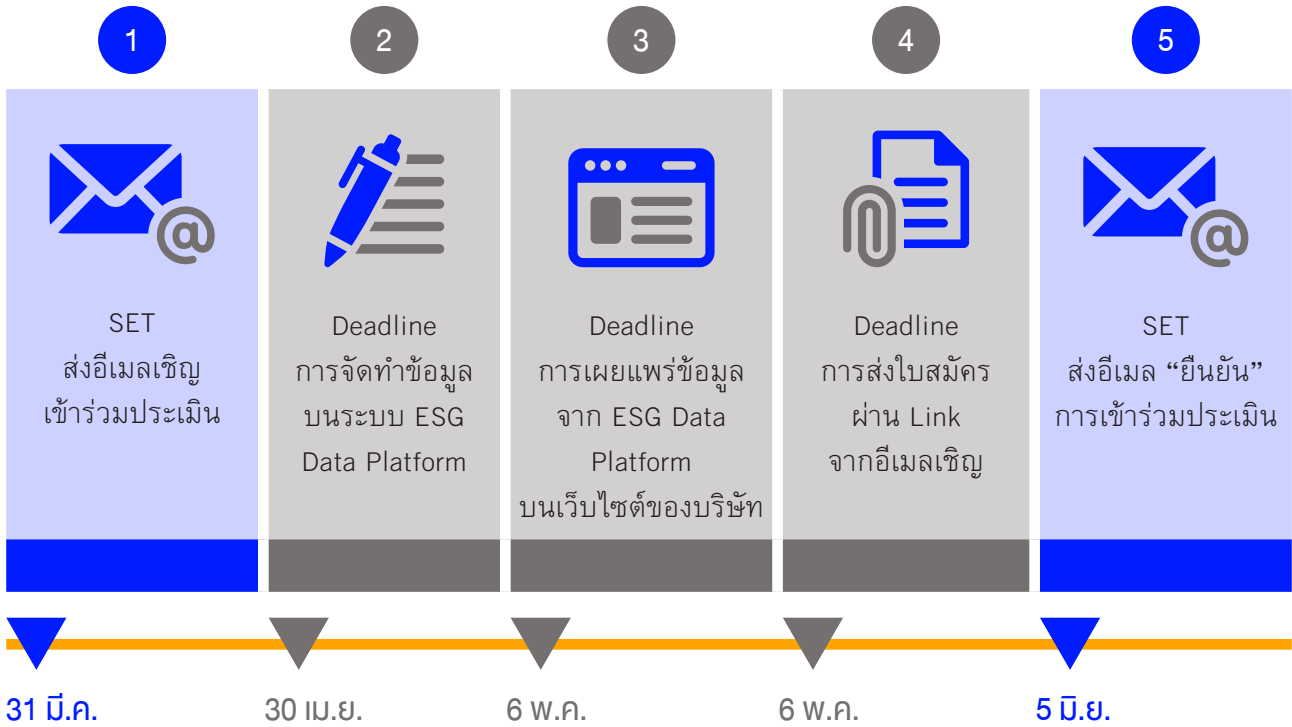 1
SET
ส่งอีเมลเชิญ
เข้าร่วมประเมิน
31 มี.ค.
2
Deadline
การจัดทำข้อมูล
บนระบบ ESG
Data Platform
30 เม.ย.
3
Deadline
การเผยแพร่ข้อมูล
จาก ESG Data
Platform
บนเว็บไซต์ของบริษัท
6 พ.ค.
4
Deadline
การส่งใบสมัคร
ผ่าน Link
จากอีเมลเชิญ
6 พ.ค.
5
SET
ส่งอีเมล “ยืนยัน”
การเข้าร่วมประเมิน
5 มิ.ย.